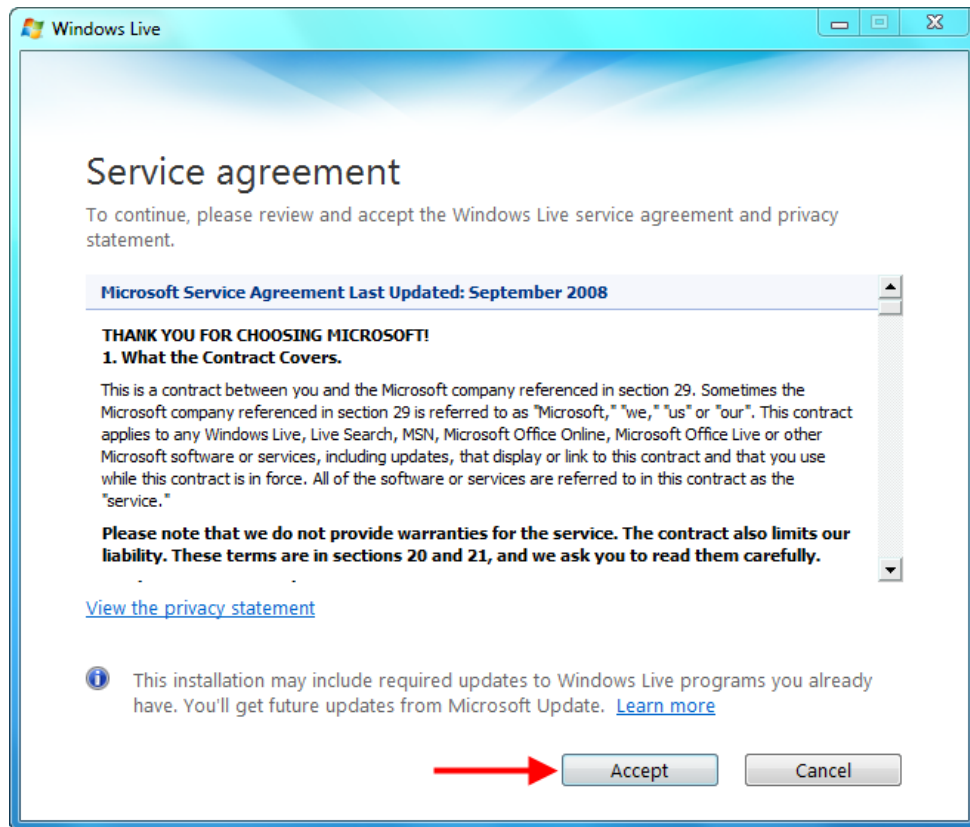 Windows Live
Service agreement
To continue, please review and accept the Windows Live service agreement and privacy
statement.
Microsoft Service Agreement Last Updated: September 2008
THANK YOU FOR CHOOSING MICROSOFT!
1. What the Contract Covers.
This is a contract between you and the Microsoft company referenced in section 29. Sometimes the
Microsoft company referenced in section 29 is referred to as "Microsoft," "we," "us" or "our". This contract
applies to any Windows Live, Live Search, MSN, Microsoft Office Online, Microsoft Office Live or other
Microsoft software or services, including updates, that display or link to this contract and that you use
while this contract is in force. All of the software or services are referred to in this contract as the
"service."
Please note that we do not provide warranties for the service. The contract also limits our
liability. These terms are in sections 20 and 21, and we ask you to read them carefully.
View the privacy statement
This installation may include required updates to Windows Live programs you already
have. You'll get future updates from Microsoft Update. Learn more
Accept Cancel